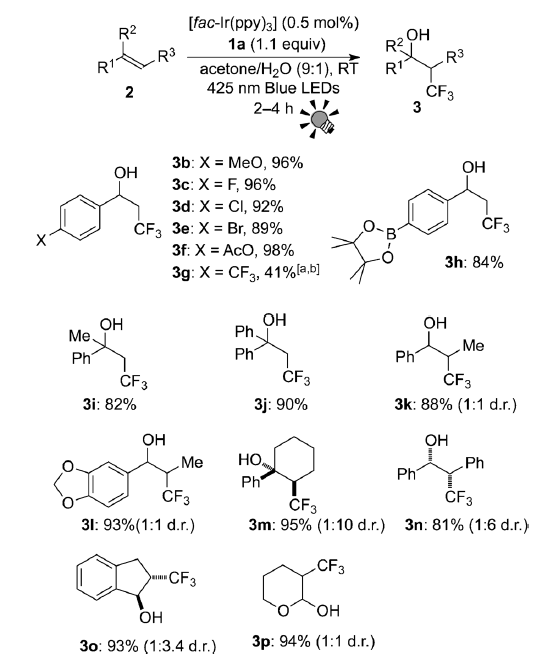 [fac-Ir(ppy)3] (0.5 mol%)
1a (1.1 equiv)
acetone/H2O (9:1), RT
425 nm Blue LEDs
2–4 h
R1 R2 R3
2
R2 OH R1 R3 CF3
3
OH
CF3
X
3b: X = MeO, 96%
3c: X = F, 96%
3d: X = Cl, 92%
3e: X = Br, 89%
3f: X = AcO, 98%
3g: X = CF3, 41%[a,b]
OH
CF3
O B O
3h: 84%
Me OH
Ph
CF3
3i: 82%
Ph OH
Ph
CF3
3j: 90%
OH
Ph Me
CF3
3k: 88% (1:1 d.r.)
OH
O O Me
CF3
3l: 93%(1:1 d.r.)
HO
Ph
CF3
3m: 95% (1:10 d.r.)
OH
Ph Ph
CF3
3n: 81% (1:6 d.r.)
CF3
OH
3o: 93% (1:3.4 d.r.)
CF3
O OH
3p: 94% (1:1 d.r.)